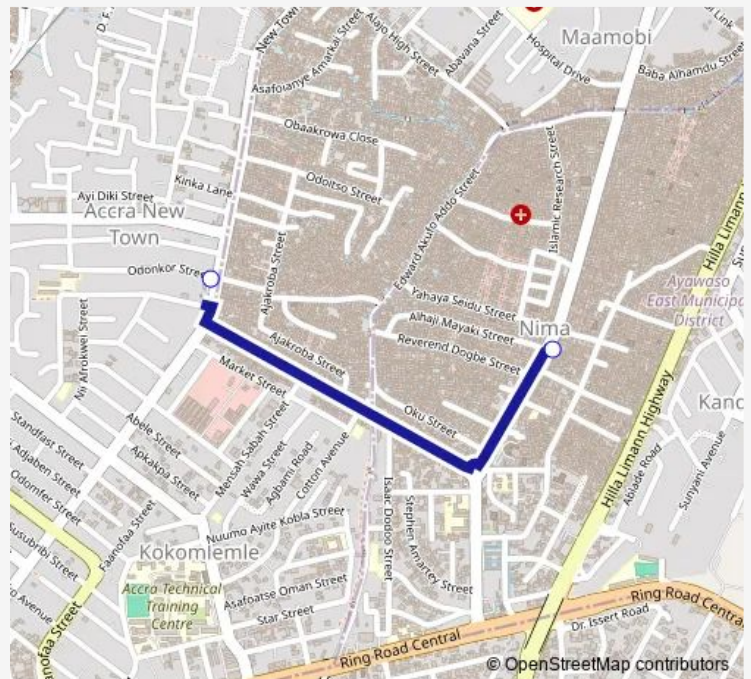 New Town
Alajo High Street
Abavana Street
Maamobi
Hospital Drive
Baba Alhamdu Street
Asafoianye Amarkai Street
Obaakrowa Close
Odoitso Street
Kinka Lane
Ayi Diki Street
Accra New
Town
Edward Akufo Addo Street
Islamic Research Street
Hilla Limann
Odonkor Street
Ajakroba Street
Yahaya Seidu Street
Alhaji Mayaki Street
Nima
Ayawaso
East Municipal
District
Reverend Dogbe Street
Nii Afrokwei Street
Ajakroba Street
Market Street
Oku Street
Hilla Limann Highway
Abele Street
Apkakpa Street
Mensah Sabah Street
Wawa Street
Agbami Road
Cotton Avenue
Standfast Street
Adjaben Street
Odomfer Street
Susubribi Street
Faanofaa Street
Kokomlemle
Nuumo Ayite Kobla Street
Isaac Dodoo Street
Stephen Amartey Street
Ablade Road
Sunyani Avenue
Accra Technical
Training
Centre
Asafoatse Oman Street
Star Street
Ring Road Central
Dr. Issert Road
Ring Road Central
© OpenStreetMap contributors